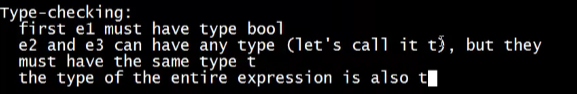 Type-checking:
first e1 must have type bool
e2 and e3 can have any type (let's call it t), but they
must have the same type t
the type of the entire expression is also t